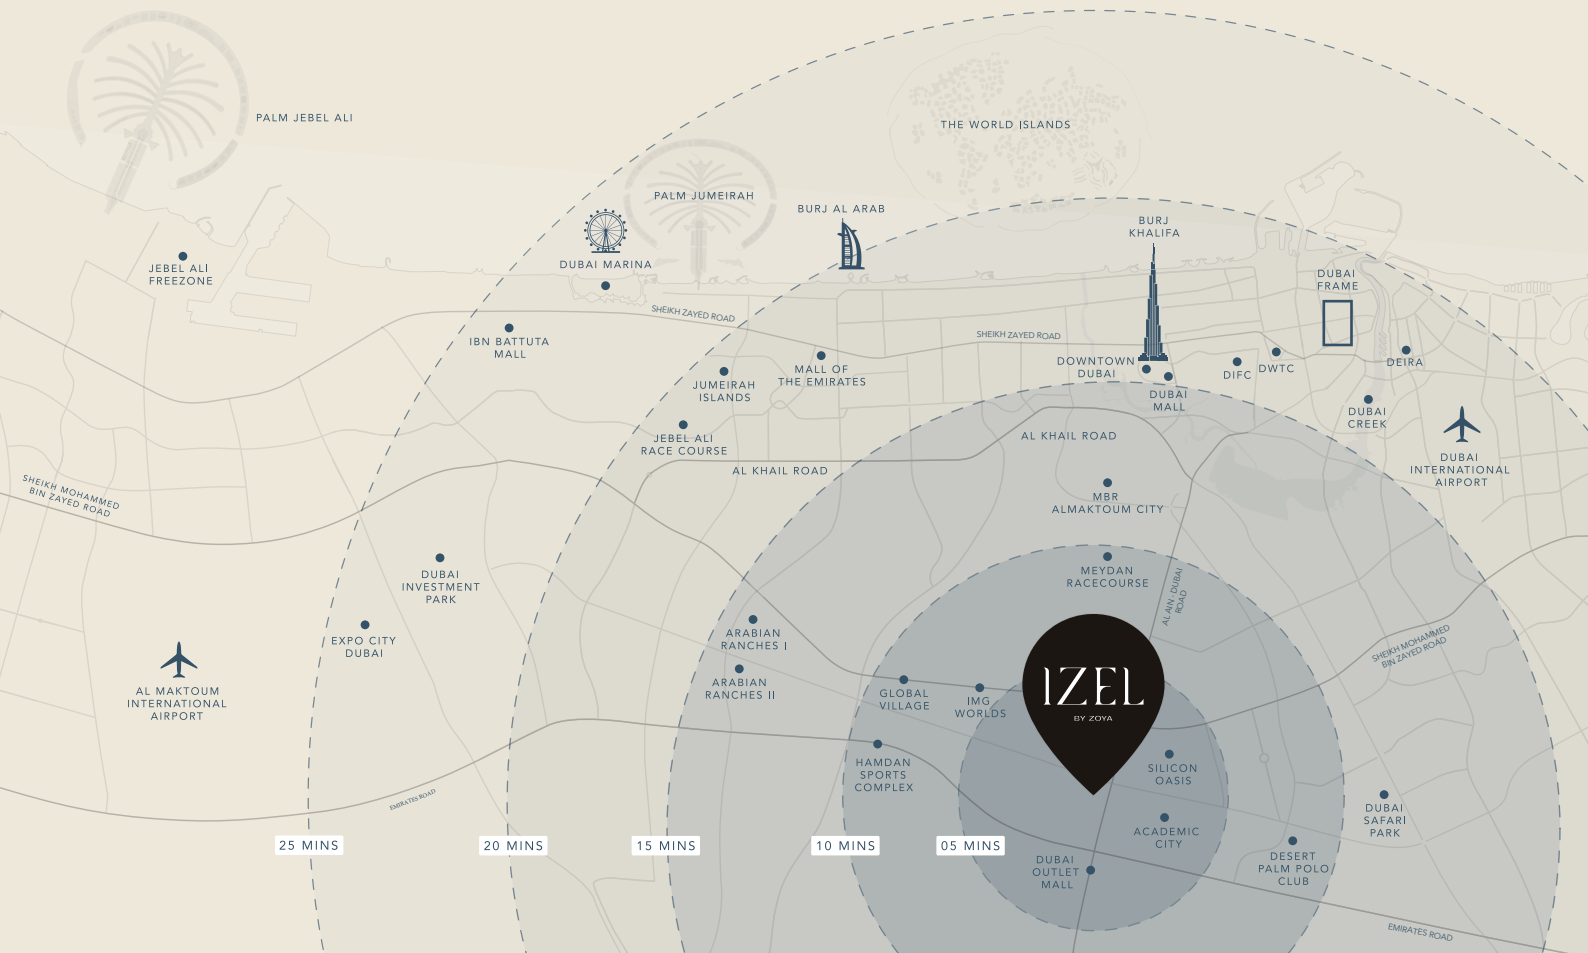 PALM JEBEL ALI
THE WORLD ISLANDS
PALM JUMEIRAH
BURJ AL ARAB
BURJ
KHALIFA
DUBAI MARINA
JEBEL ALI
FREEZONE
DUBAI
FRAME
SHEIKH ZAYED ROAD
SHEIKH ZAYED ROAD
IBN BATTUTA
MALL
JUMEIRAH
ISLANDS
MALL OF
THE EMIRATES
DOWNTOWN
DUBAI
DUBAI
MALL
DIFC
DWTC
DEIRA
DUBAI
CREEK
JEBEL ALI
RACE COURSE
AL KHAIL ROAD
AL KHAIL ROAD
DUBAI
INTERNATIONAL
AIRPORT
SHEIKH MOHAMMED
BIN ZAYED ROAD
MBR
ALMAKTOUM CITY
DUBAI
INVESTMENT
PARK
MEYDAN
RACECOURSE
AL AIN - DUBAI
ROAD
EXPO CITY
DUBAI
ARABIAN
RANCHES I
ARABIAN
RANCHES II
SHEIKH MOHAMMED
BIN ZAYED ROAD
AL MAKTOUM
INTERNATIONAL
AIRPORT
GLOBAL
VILLAGE
IMG
WORLDS
IZEL
BY ZOYA
HAMDAN
SPORTS
COMPLEX
SILICON
OASIS
EMIRATES ROAD
ACADEMIC
CITY
DUBAI
SAFARI
PARK
25 MINS
20 MINS
15 MINS
10 MINS
05 MINS
DUBAI
OUTLET
MALL
DESERT
PALM POLO
CLUB
EMIRATES ROAD